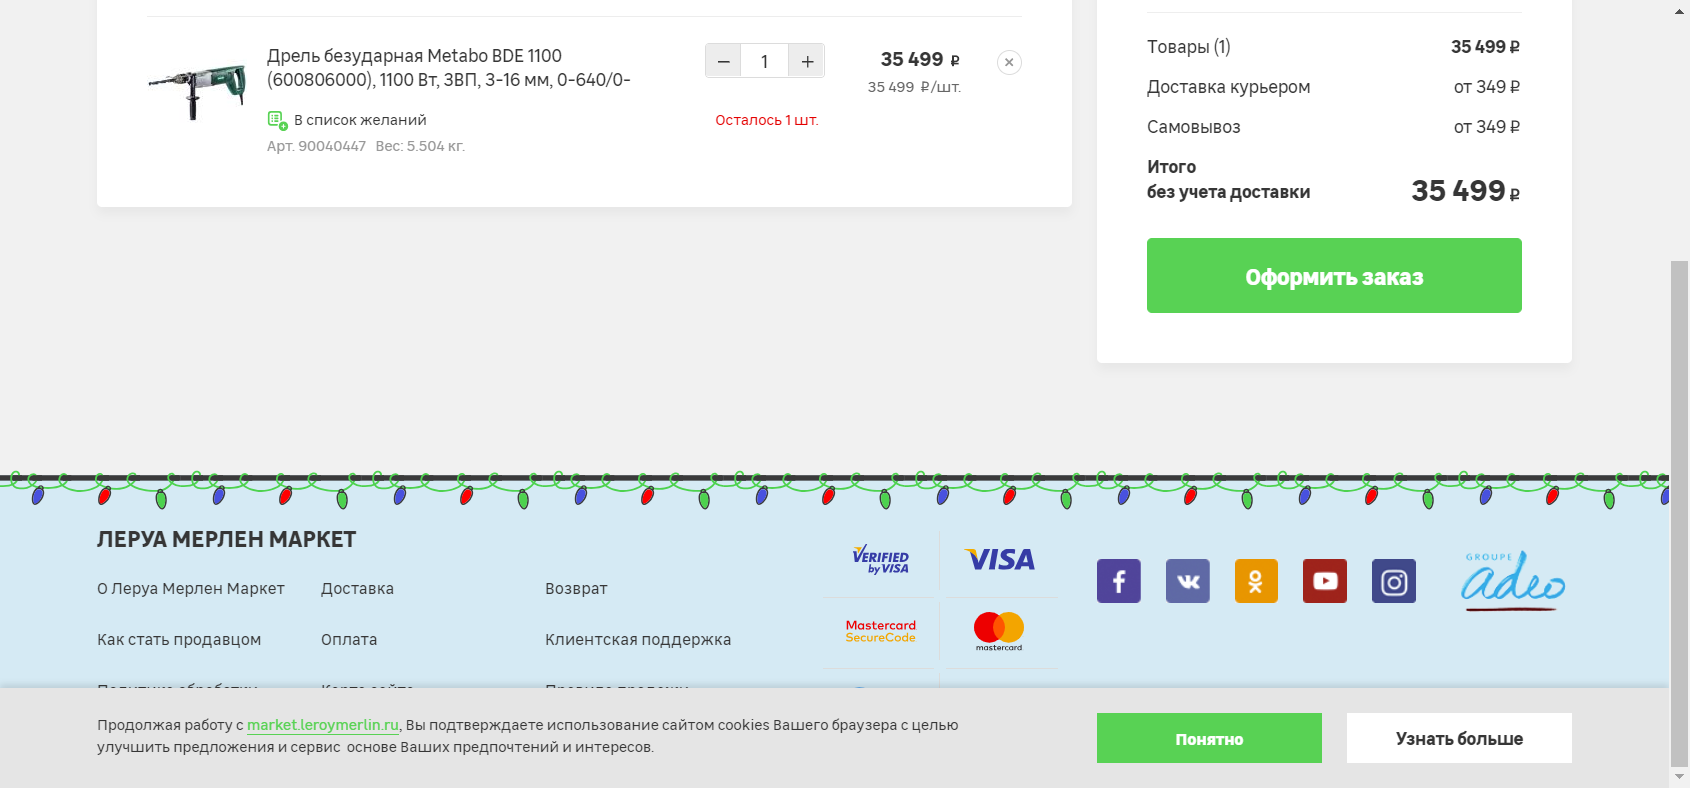 Дрель безударная Metabo BDE 1100
(600806000), 1100 Вт, ЗВП, 3-16 мм, 0-640/0-
В список желаний
Арт. 90040447 Вес: 5.504 кг.
1
Осталось 1 шт.
35 499 ₽
35 499 ₽/шт.
Товары (1) 35 499 ₽
Доставка курьером от 349 ₽
Самовывоз от 349 ₽
Итого
без учета доставки 35 499 ₽
Оформить заказ
ЛЕРУА МЕРЛЕН МАРКЕТ
О Леруа Мерлен Маркет Доставка Возврат
Как стать продавцом Оплата Клиентская поддержка
VERIFIED
by VISA
VISA
Mastercard
SecureCode
mastercard
GROUPE
adeo
Продолжая работу с market.leroymerlin.ru, Вы подтверждаете использование сайтом cookies Вашего браузера с целью
улучшить предложения и сервис основе Ваших предпочтений и интересов.
Понятно
Узнать больше